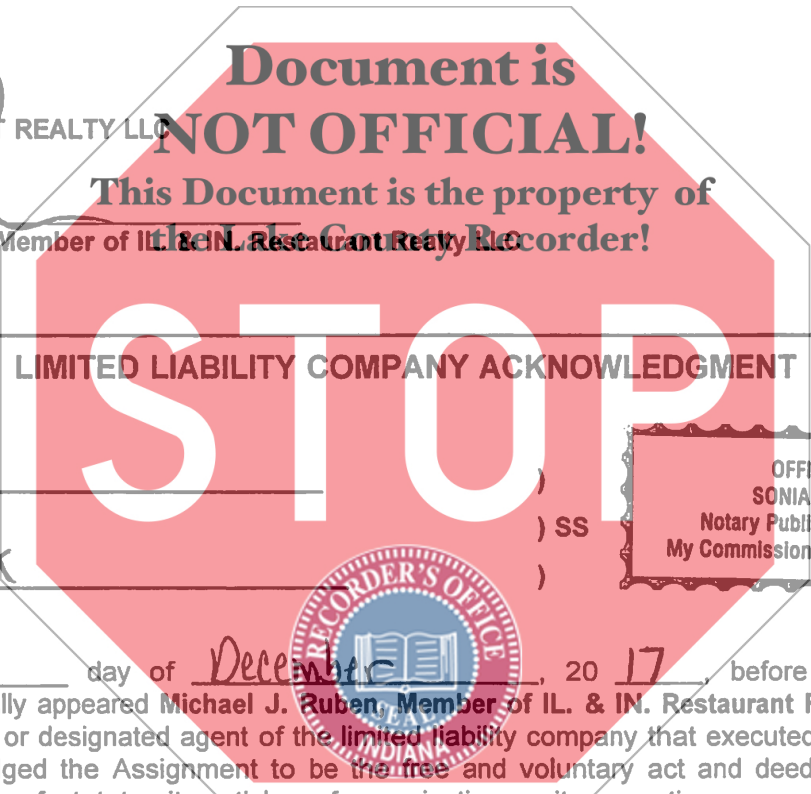 Document is
NOT OFFICIAL!
REALTY LLC
This Document is the property of
the Lake County Recorder!
Member of IL. & IN. Restaurant Realty LLC
STOP
LIMITED LIABILITY COMPANY ACKNOWLEDGMENT
OFFI
SONIA
) 
) SS
Notary Publi
My Commission
)
RECORDER'S OFFICE
SEAL
INDIANA
day of December, 20 17, before
lly appeared Michael J. Ruben, Member of IL. & IN. Restaurant R
or designated agent of the limited liability company that executed
ged the Assignment to be the free and voluntary act and deed